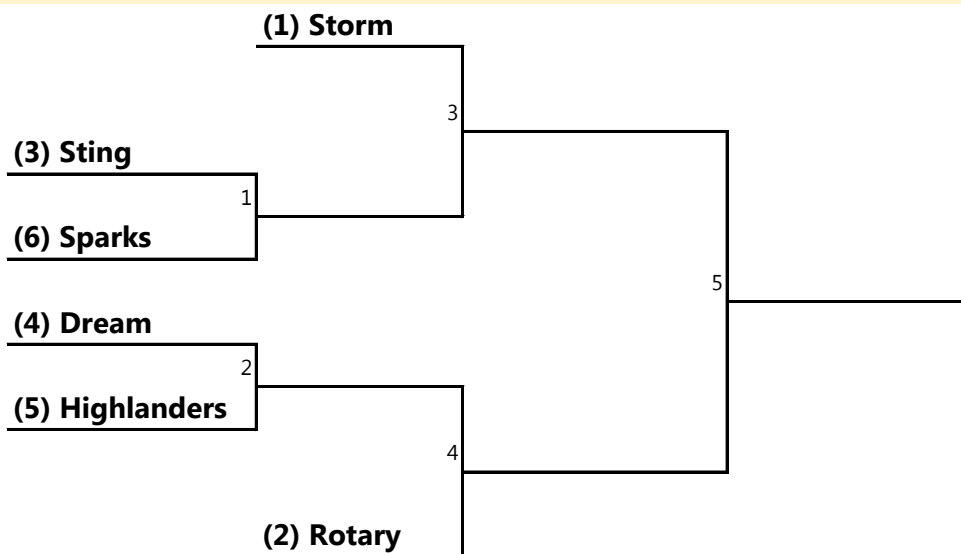 (1) Storm
3
(3) Sting
1
(6) Sparks
5
(4) Dream
2
(5) Highlanders
4
(2) Rotary